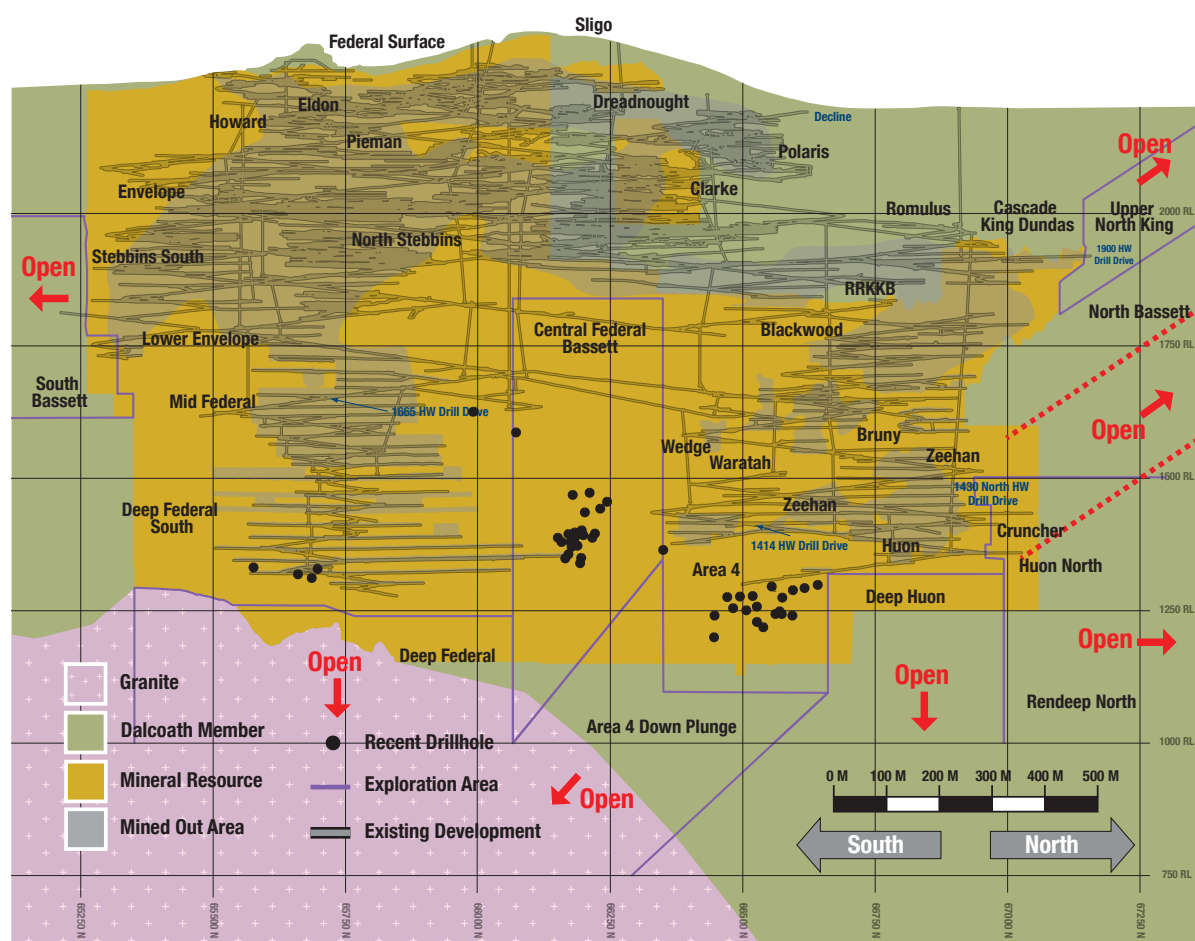 Sligo
Federal Surface
Eldon
Dreadnought
Howard
Decline
Pieman
Polaris
Open
Envelope
Clarke
Romulus
Cascade
King Dundas
Upper
North King
2000 RL
North Stebbins
Stebbins South
1900 HW
Drill Drive
Open
RRKKB
North Bassett
Central Federal
Bassett
Blackwood
Lower Envelope
1750 RL
South
Bassett
Mid Federal
1665 HW Drill Drive
Open
Wedge
Bruny
Waratah
Zeehan
1500 RL
1430 North HW
Drill Drive
Deep Federal
South
Zeehan
Cruncher
1414 HW Drill Drive
Huon
Huon North
Area 4
Deep Huon
1250 RL
Open
Deep Federal
Open
Open
Granite
Rendeep North
Dalcoath Member
Area 4 Down Plunge
Recent Drillhole
1000 RL
Mineral Resource
Exploration Area
Open
0 M 100 M 200 M 300 M 400 M 500 M
Mined Out Area
Existing Development
South
North
750 RL
65250 N
65500 N
65750 N
66000 N
66250 N
66500 N
66750 N
67000 N
67250 N